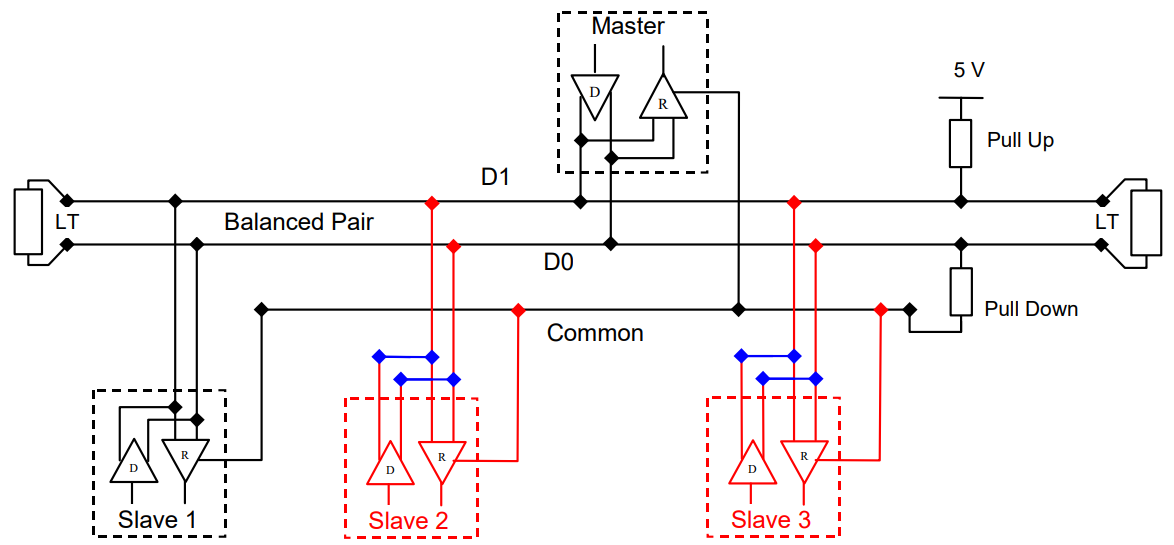 Master
D
R
5 V
Pull Up
D1
LT
Balanced Pair
LT
D0
Pull Down
Common
D
R
Slave 1
D
R
Slave 2
D
R
Slave 3